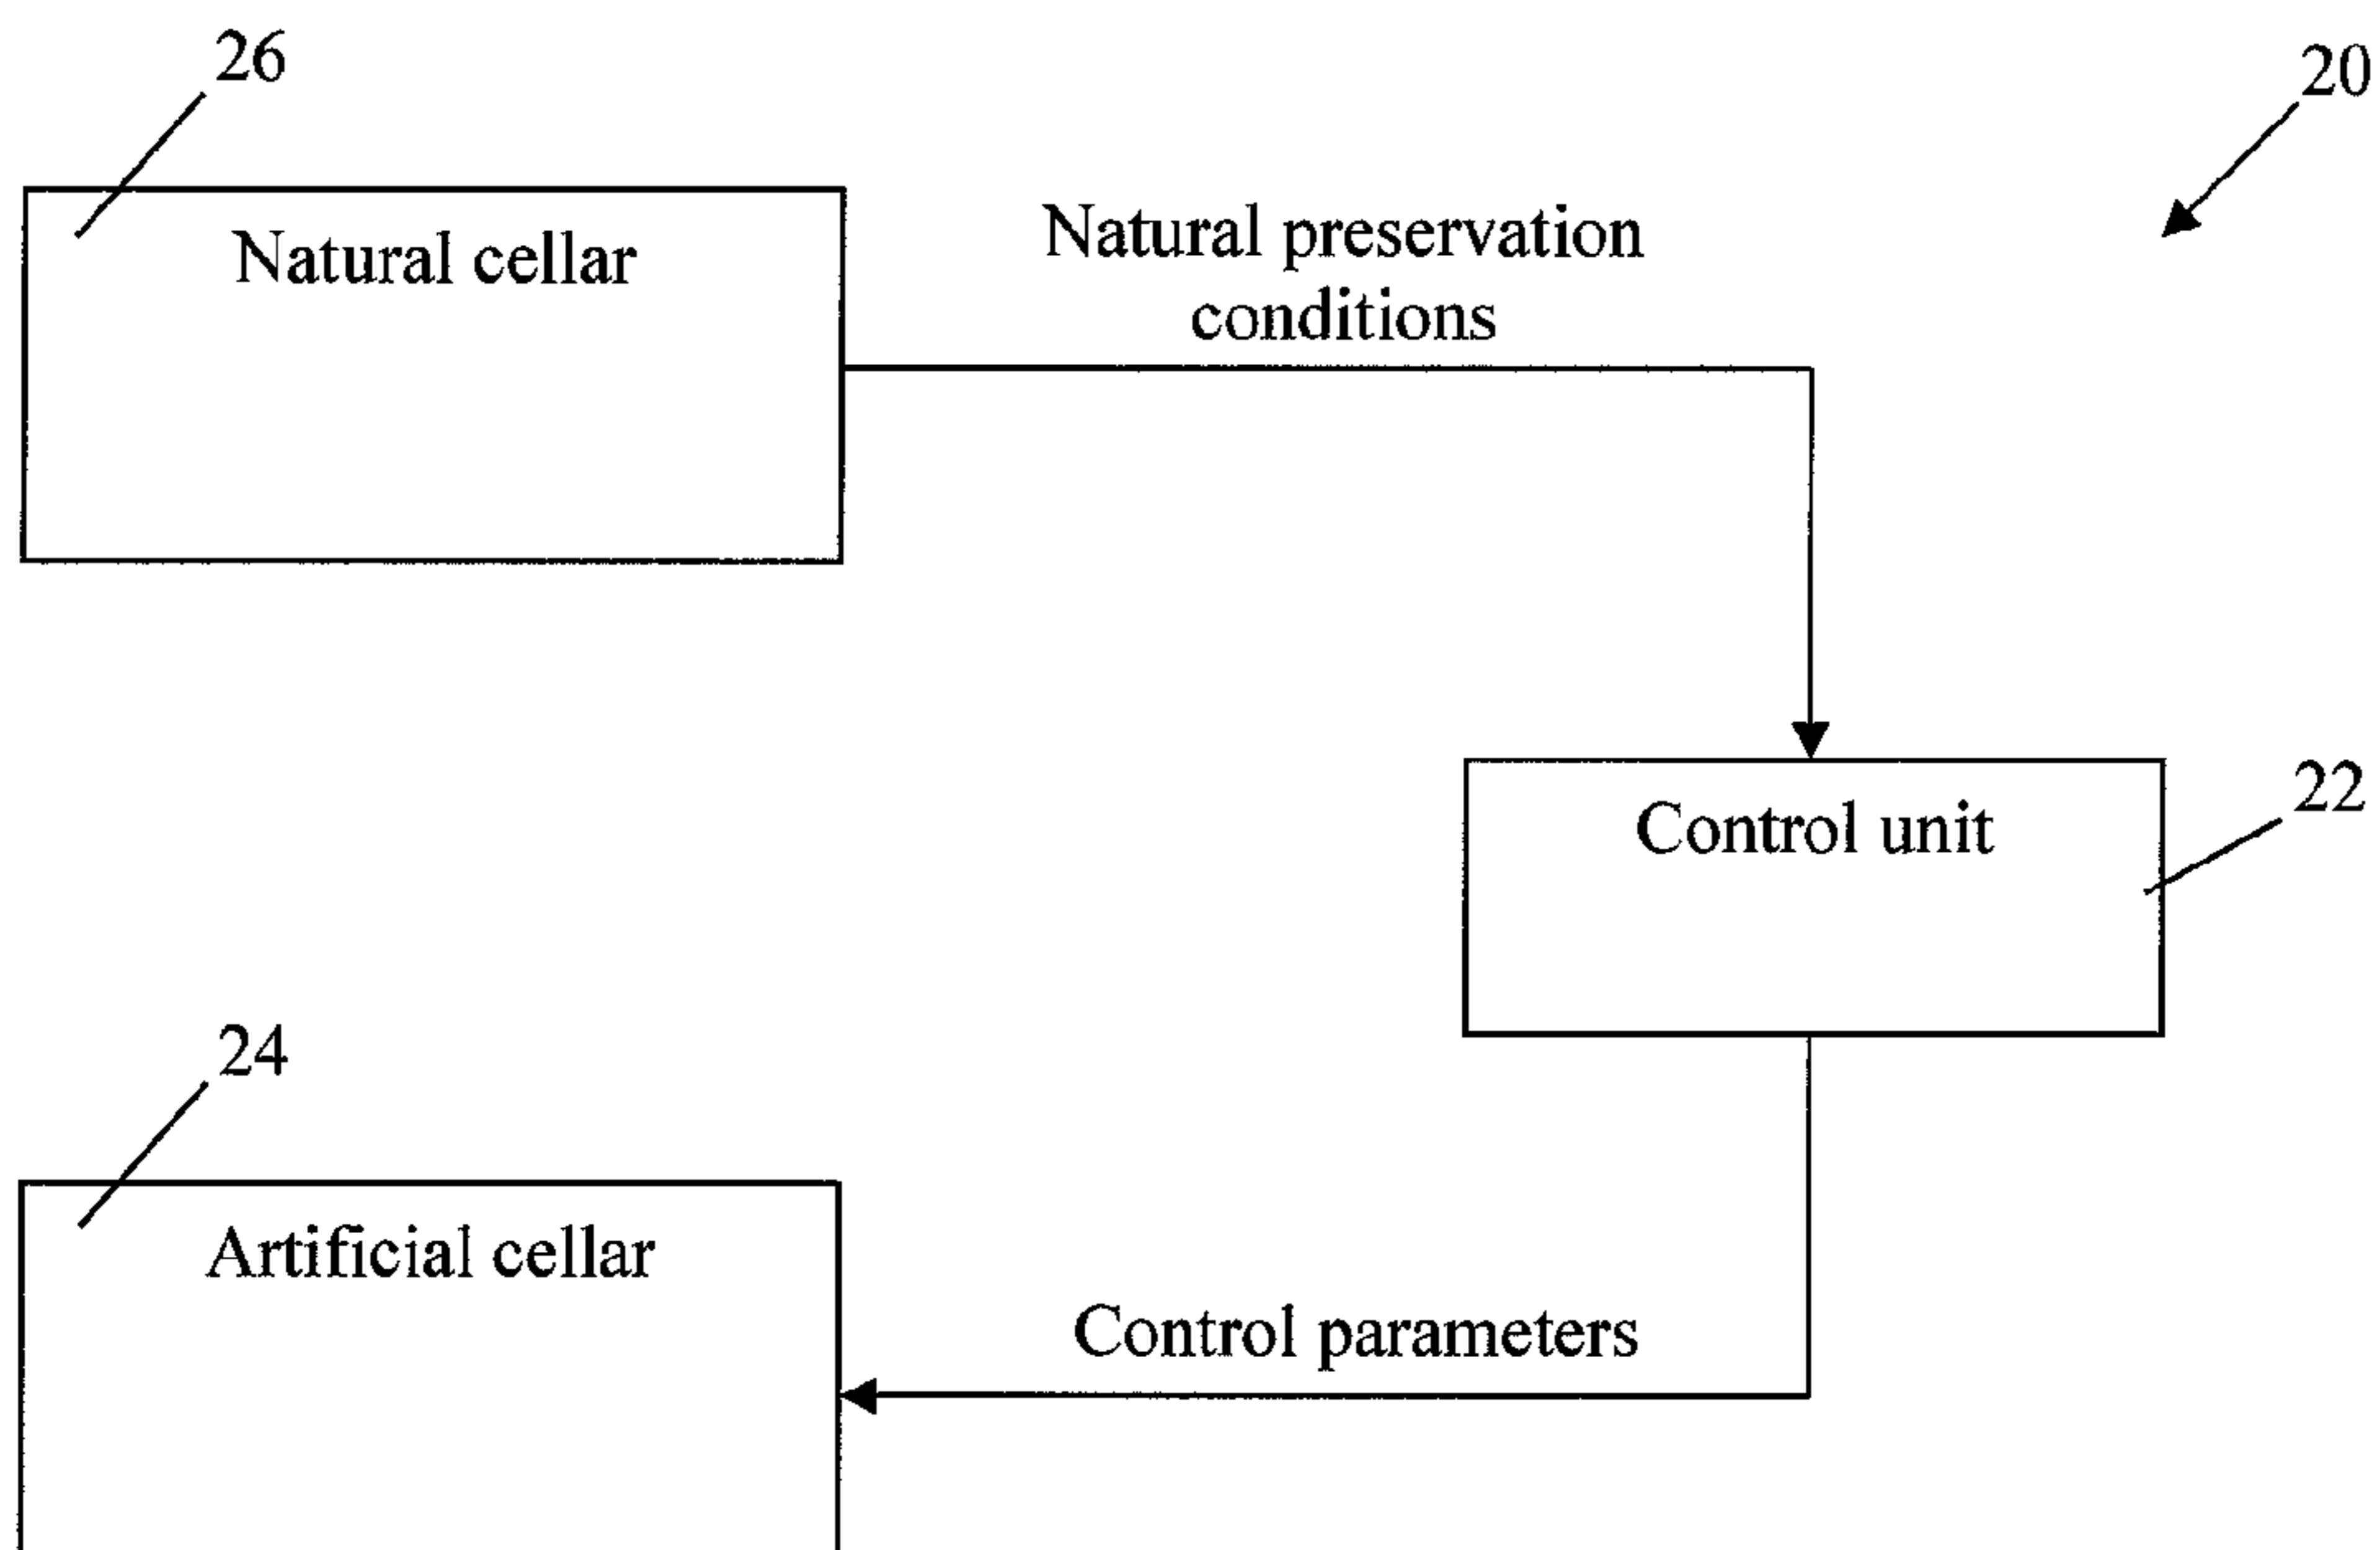 26
20
Natural cellar
Natural preservation
conditions
22
Control unit
24
Artificial cellar
Control parameters